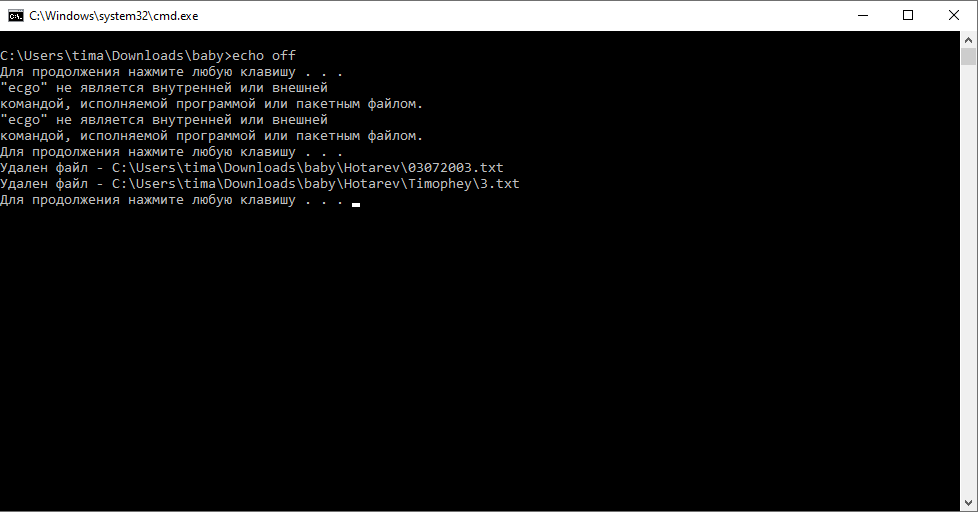 C:\Windows\system32\cmd.exe
C:\Users\tima\Downloads\baby>echo off
Для продолжения нажмите любую клавишу . . .
"ecgo" не является внутренней или внешней
командой, исполняемой программой или пакетным файлом.
"ecgo" не является внутренней или внешней
командой, исполняемой программой или пакетным файлом.
Для продолжения нажмите любую клавишу . . .
Удален файл - C:\Users\tima\Downloads\baby\Hotarev\03072003.txt
Удален файл - C:\Users\tima\Downloads\baby\Hotarev\Timophey\3.txt
Для продолжения нажмите любую клавишу . . .